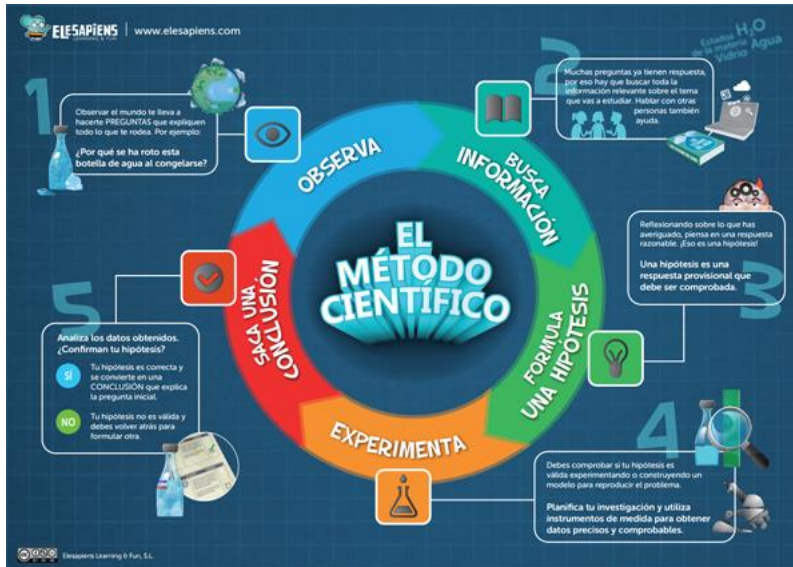 ELESAPIENS
LEARNING & FUN
www.elesapiens.com
Estados H2O
de la materia Agua
Vidrio
1
Observar el mundo te lleva a
hacerte PREGUNTAS que expliquen
todo lo que te rodea. Por ejemplo:
¿Por qué se ha roto esta
botella de agua al congelarse?
2
Muchas preguntas ya tienen respuesta,
por eso hay que buscar toda la
información relevante sobre el tema
que vas a estudiar. Hablar con otras
personas también
ayuda.
OBSERVA
BUSCA
INFORMACIÓN
EL
MÉTODO
CIENTÍFICO
3
Reflexionando sobre lo que has
averiguado, piensa en una respuesta
razonable. ¡Eso es una hipótesis!
Una hipótesis es una
respuesta provisional que
debe ser comprobada.
FORMULA
UNA HIPÓTESIS
SACA UNA
CONCLUSIÓN
EXPERIMENTA
4
Debes comprobar si tu hipótesis es
válida experimentando o construyendo un
modelo para reproducir el problema.
Planifica tu investigación y utiliza
instrumentos de medida para obtener
datos precisos y comprobables.
5
Analiza los datos obtenidos.
¿Confirman tu hipótesis?
SÍ
Tu hipótesis es correcta y
se convierte en una
CONCLUSIÓN que explica
la pregunta inicial.
NO
Tu hipótesis no es válida y
debes volver atrás para
formular otra.
Elesapiens Learning & Fun, S.L.